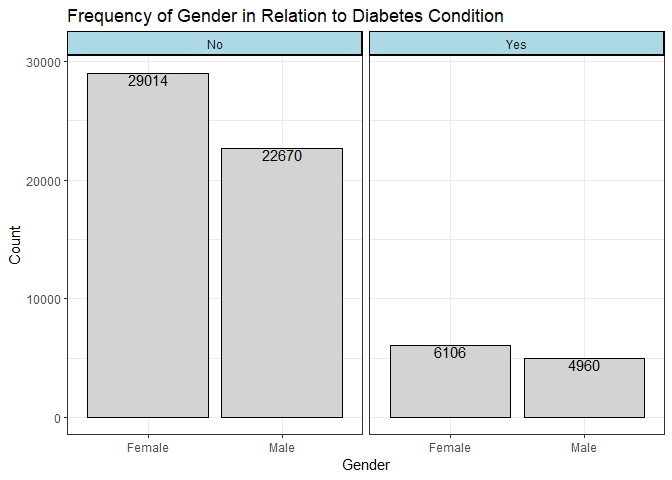 Frequency of Gender in Relation to Diabetes Condition
No
Yes
30000
20000
10000
0
Count
29014
22670
6106
4960
Female
Male
Female
Male
Gender